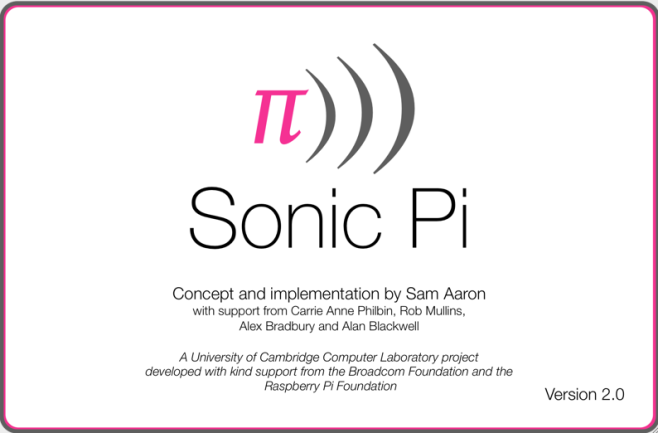 π
Sonic Pi
Concept and implementation by Sam Aaron
with support from Carrie Anne Philbin, Rob Mullins,
Alex Bradbury and Alan Blackwell
A University of Cambridge Computer Laboratory project
developed with kind support from the Broadcom Foundation and the
Raspberry Pi Foundation
Version 2.0